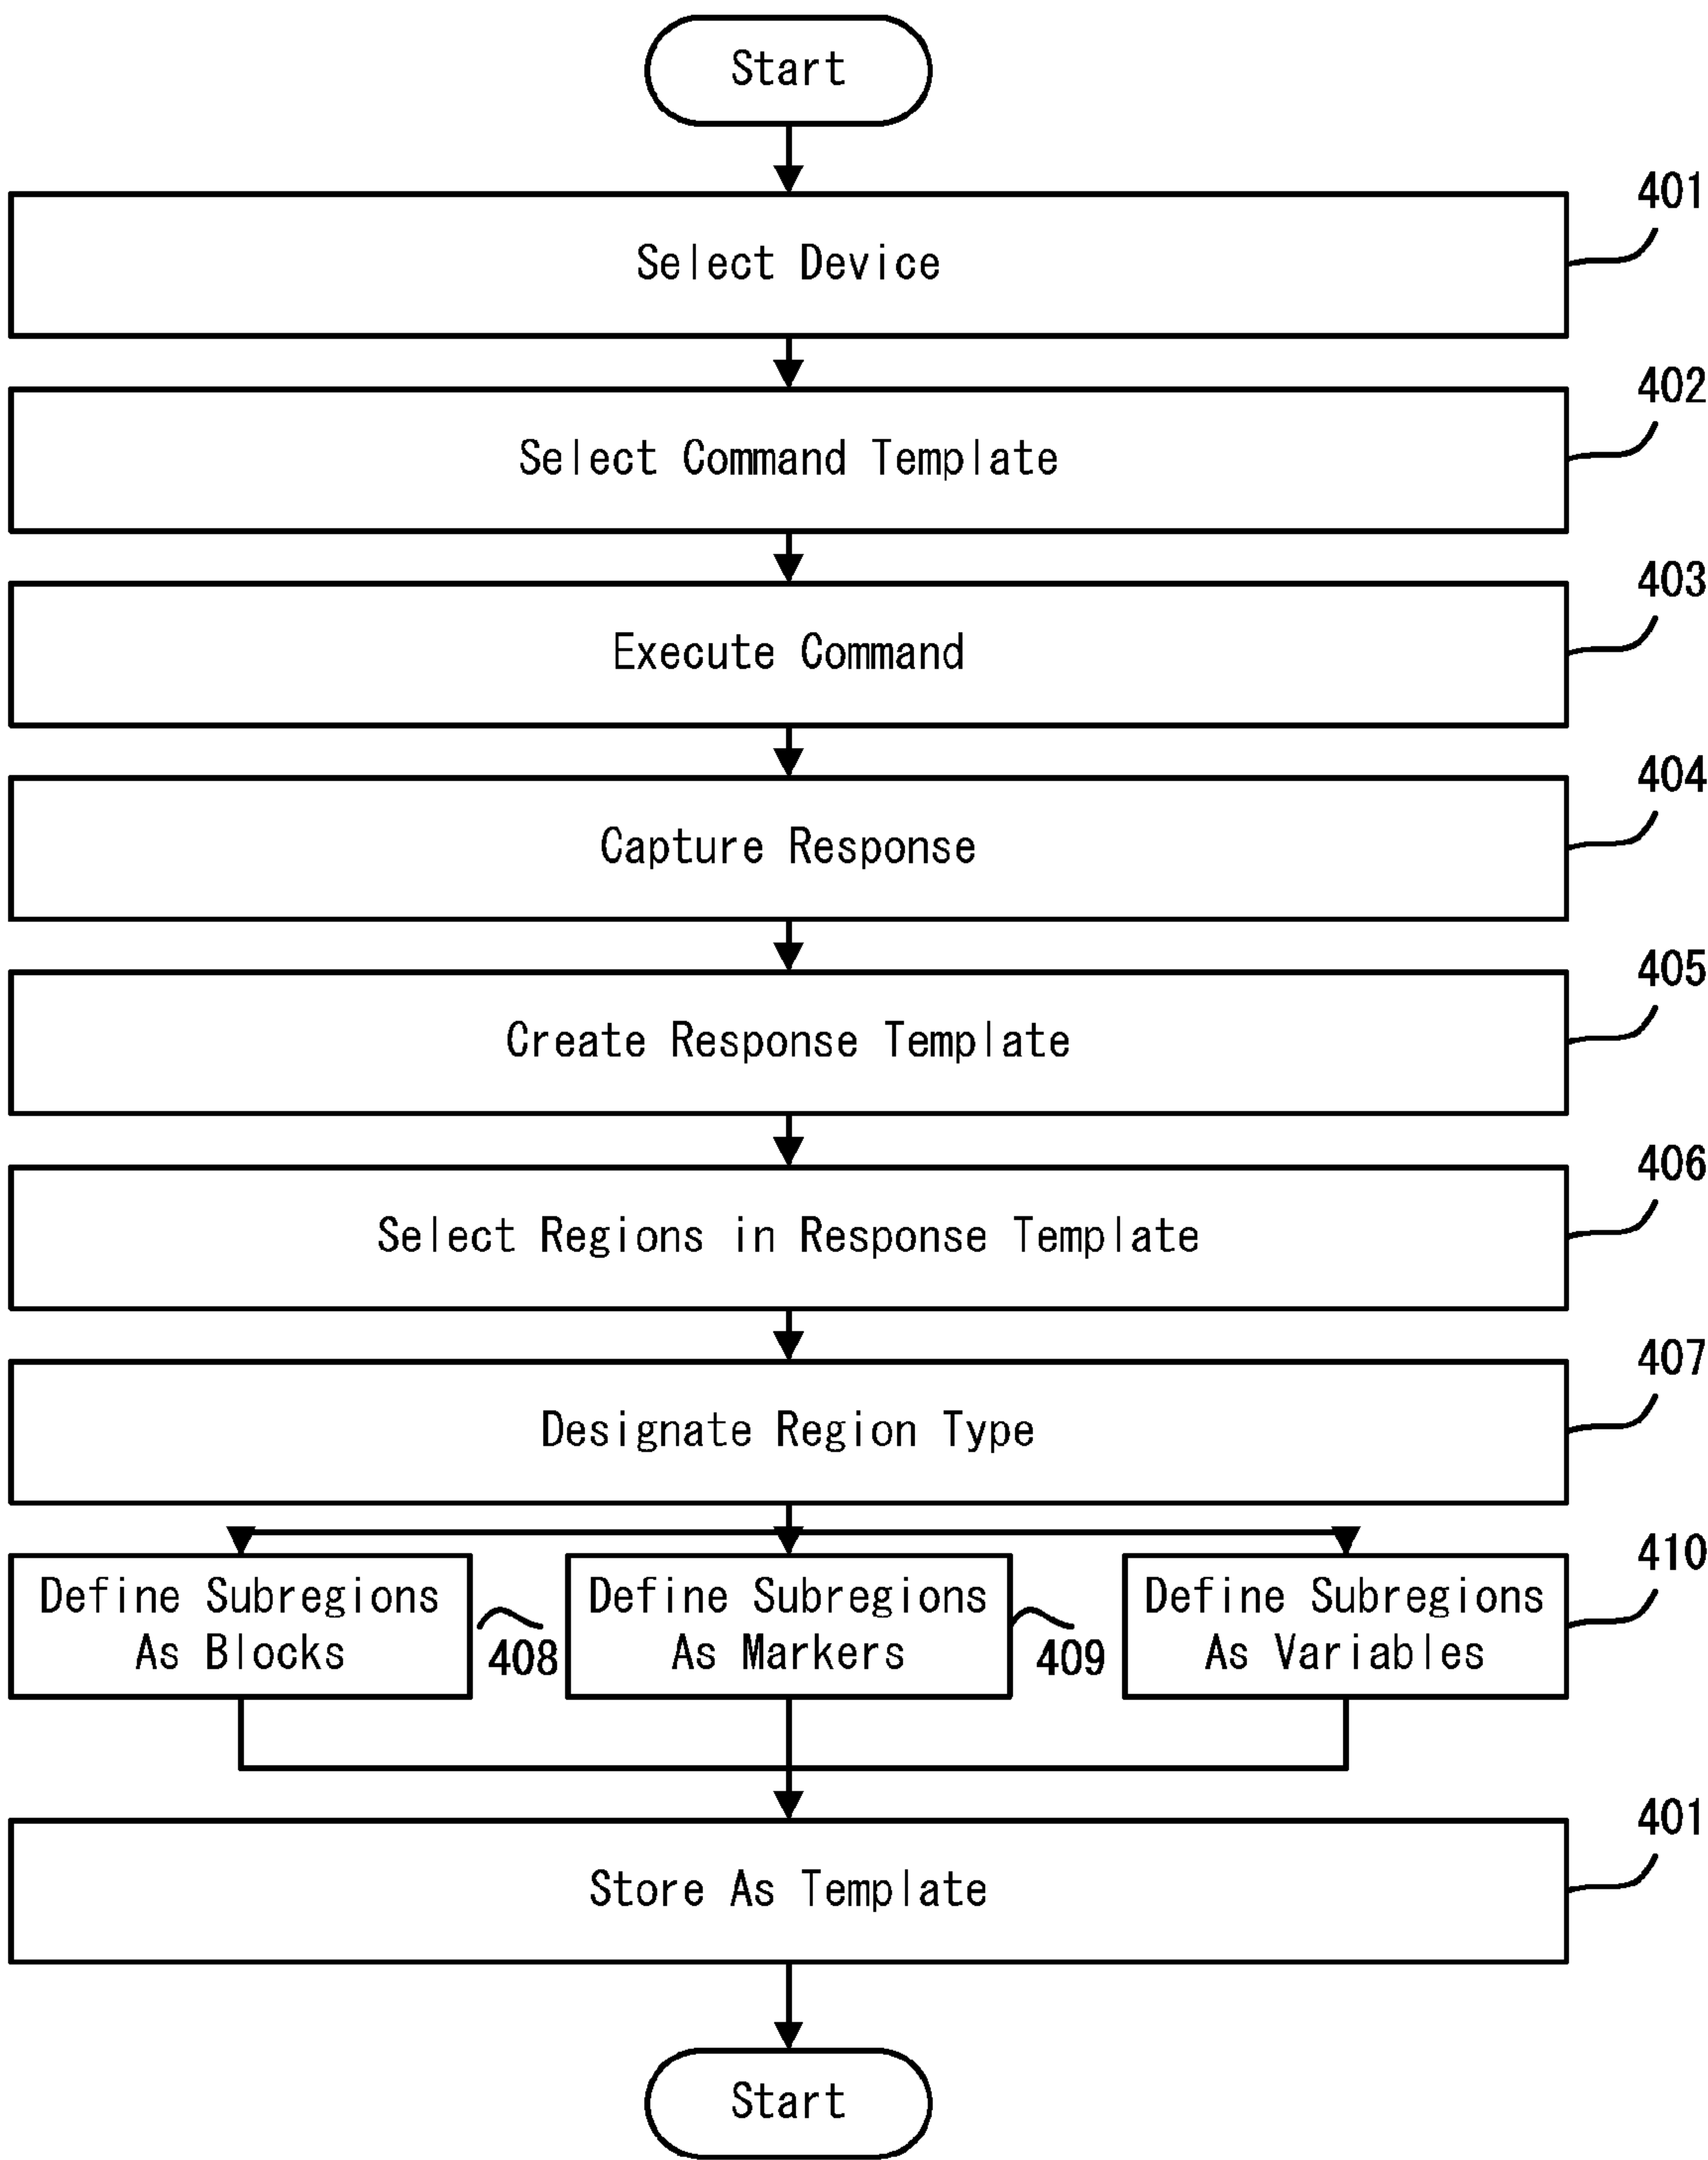 Start
401
Select Device
402
Select Command Template
403
Execute Command
404
Capture Response
405
Create Response Template
406
Select Regions in Response Template
407
Designate Region Type
410
Define Subregions
As Blocks
408
Define Subregions
As Markers
409
Define Subregions
As Variables
401
Store As Template
Start